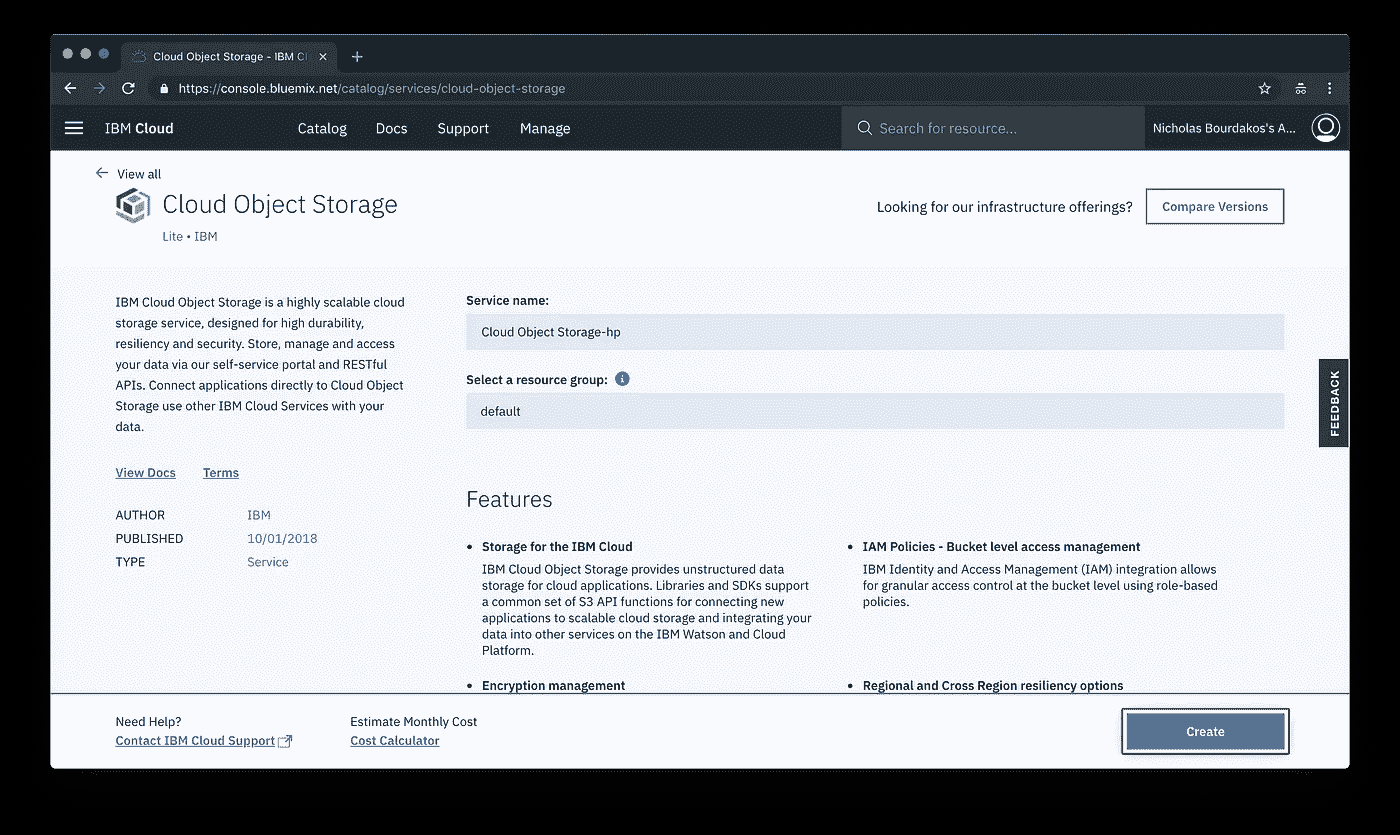 Cloud Object Storage - IBM Cl
https://console.bluemix.net/catalog/services/cloud-object-storage
IBM Cloud
Catalog
Docs
Support
Manage
Search for resource...
Nicholas Bourdakos's A...
View all
Cloud Object Storage
Lite • IBM
Looking for our infrastructure offerings?
Compare Versions
IBM Cloud Object Storage is a highly scalable cloud
storage service, designed for high durability,
resiliency and security. Store, manage and access
your data via our self-service portal and RESTful
APIs. Connect applications directly to Cloud Object
Storage use other IBM Cloud Services with your
data.
View Docs
Terms
AUTHOR IBM
PUBLISHED 10/01/2018
TYPE Service
Service name:
Cloud Object Storage-hp
Select a resource group:
default
FEEDBACK
Features
• Storage for the IBM Cloud
IBM Cloud Object Storage provides unstructured data
storage for cloud applications. Libraries and SDKs support
a common set of S3 API functions for connecting new
applications to scalable cloud storage and integrating your
data into other services on the IBM Watson and Cloud
Platform.
• IAM Policies - Bucket level access management
IBM Identity and Access Management (IAM) integration allows
for granular access control at the bucket level using role-based
policies.
• Encryption management
• Regional and Cross Region resiliency options
Need Help?
Contact IBM Cloud Support
Estimate Monthly Cost
Cost Calculator
Create